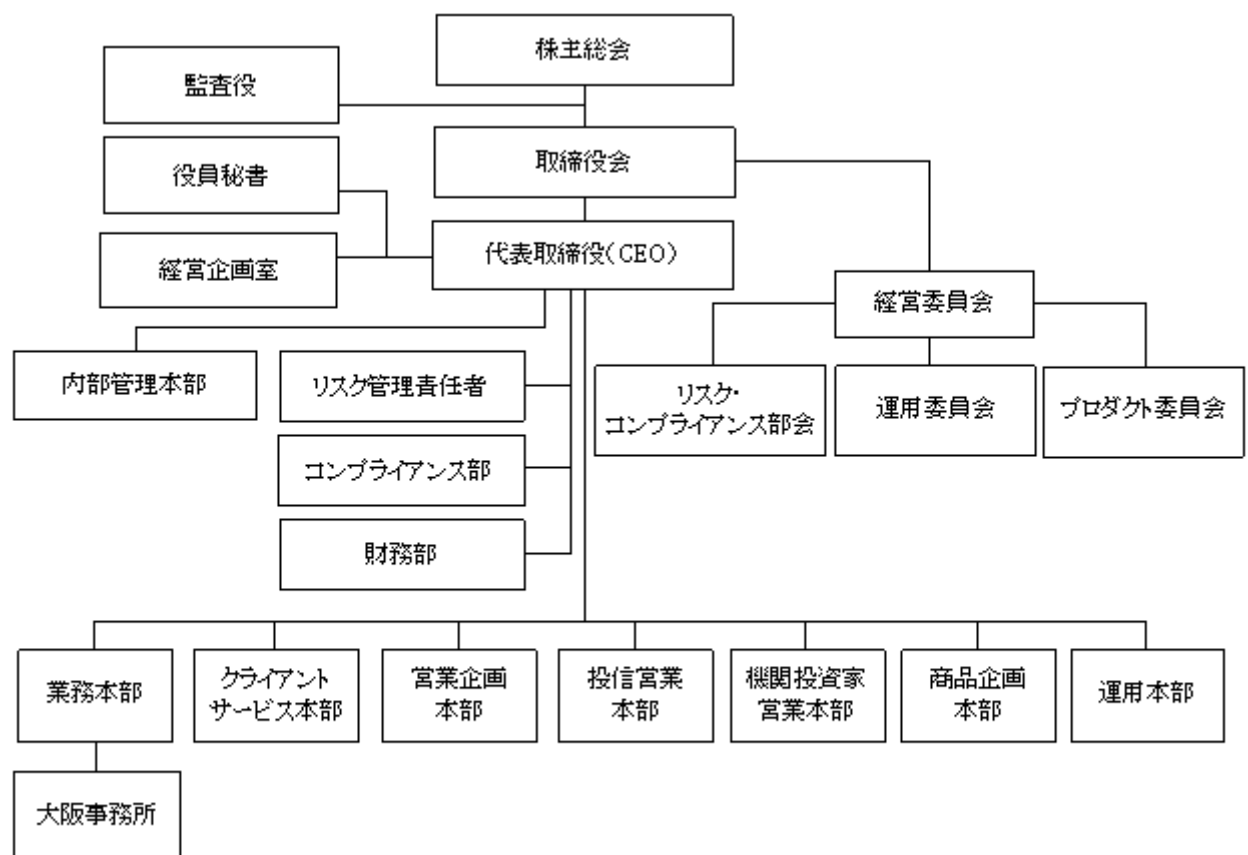 株主総会
監査役
取締役会
役員秘書
代表取締役(CEO)
経営企画室
経営委員会
内部管理本部
リスク管理責任者
リスク・
コンプライアンス部会
運用委員会
プロダクト委員会
コンプライアンス部
財務部
業務本部
クライアント
サービス本部
営業企画
本部
投信営業
本部
機関投資家
営業本部
商品企画
本部
運用本部
大阪事務所